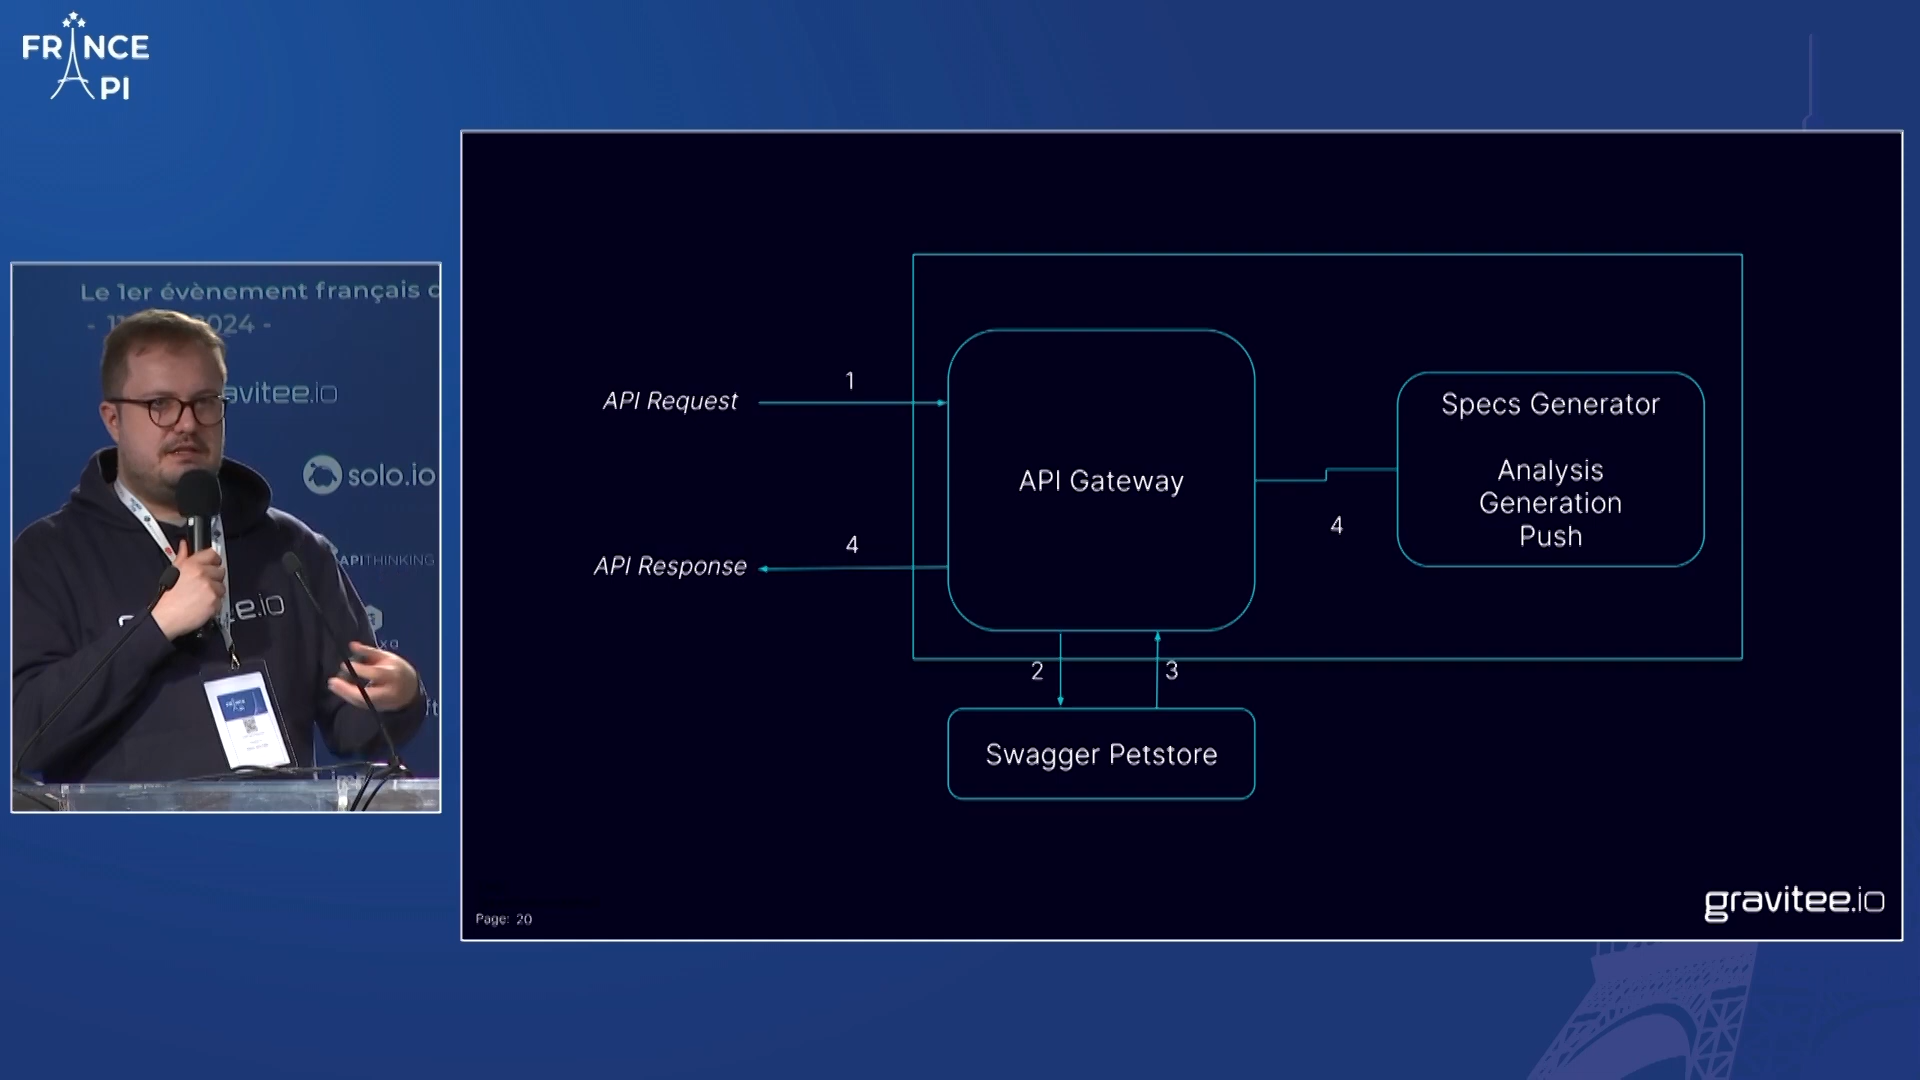 FRANCE
API
Le 1er évènement français
2024 -
avitee.io
solo.io
APITHINKING
e.io
API Request
1
API Gateway
Specs Generator
Analysis
Generation
Push
4
API Response
4
2
3
Swagger Petstore
Page: 20
gravitee.io